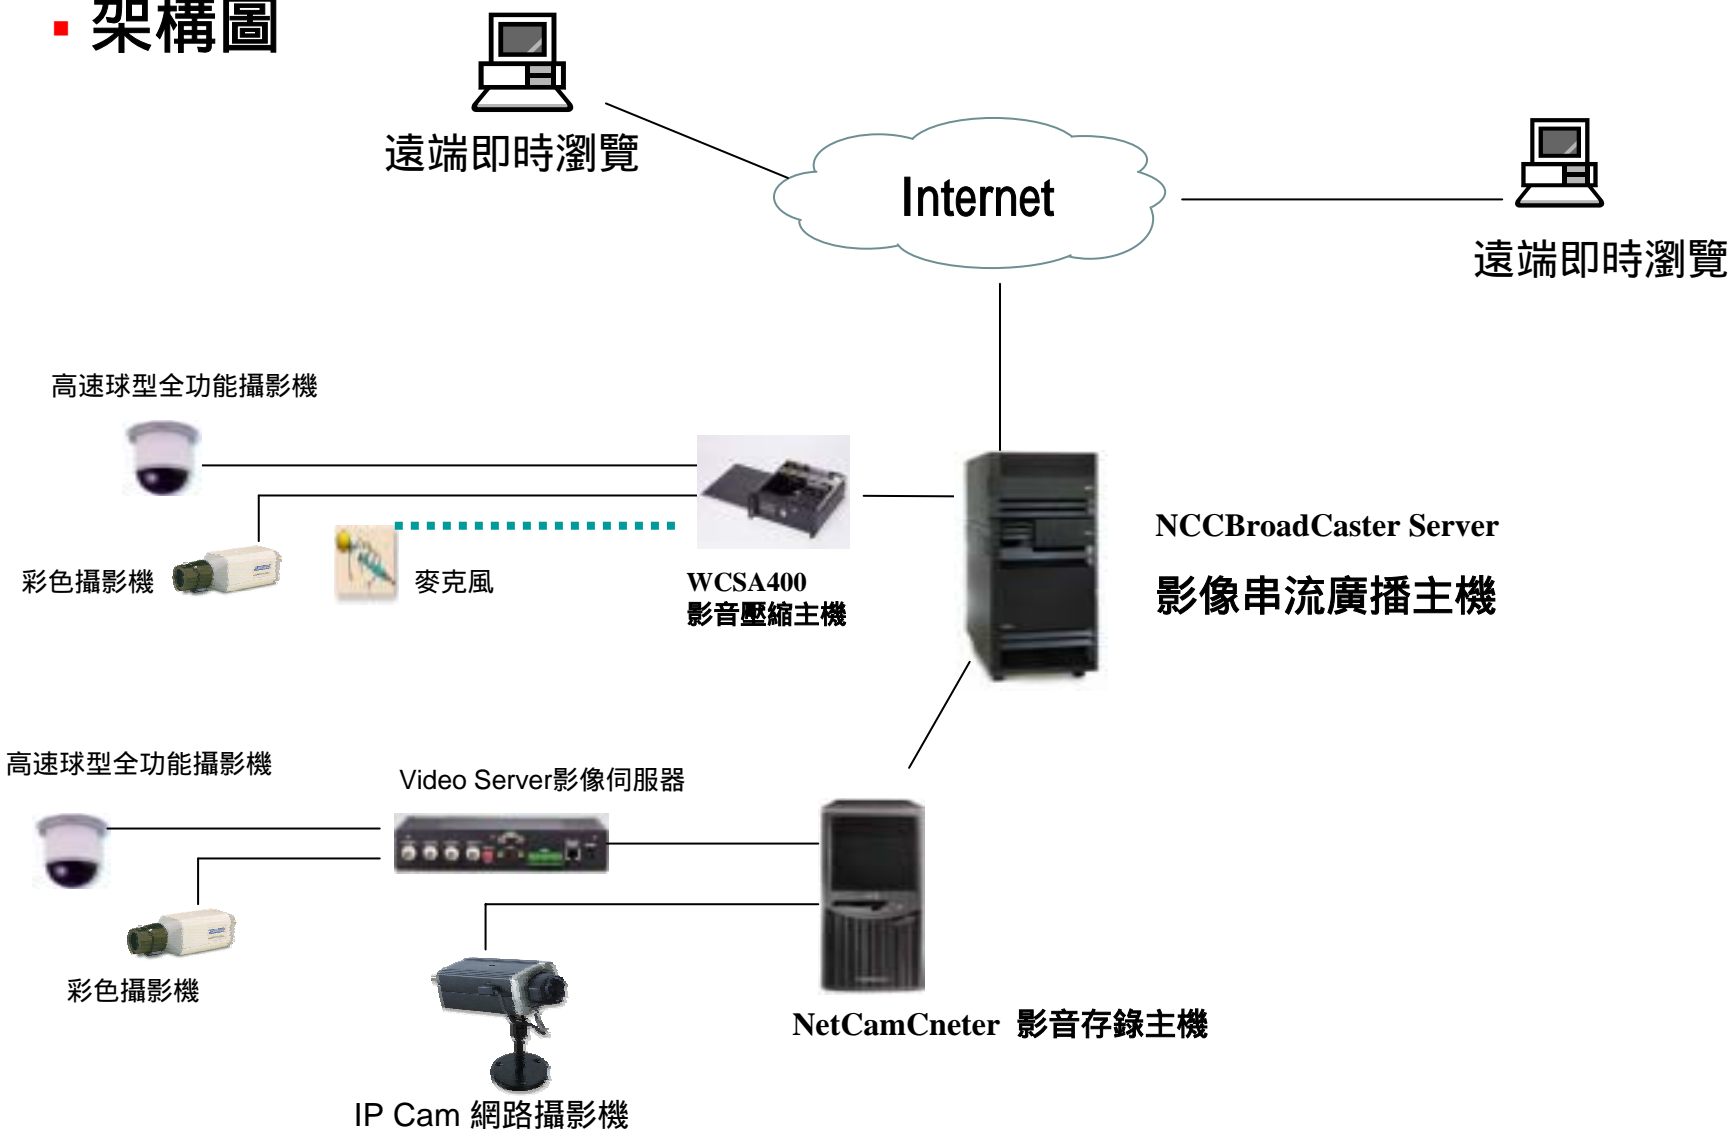 ▪ 架構圖
遠端即時瀏覽
Internet
遠端即時瀏覽
高速球型全功能攝影機
彩色攝影機
麥克風
WCSA400
影音壓縮主機
NCCBroadCaster Server
影像串流廣播主機
高速球型全功能攝影機
Video Server影像伺服器
彩色攝影機
NetCamCneter 影音存錄主機
IP Cam 網路攝影機